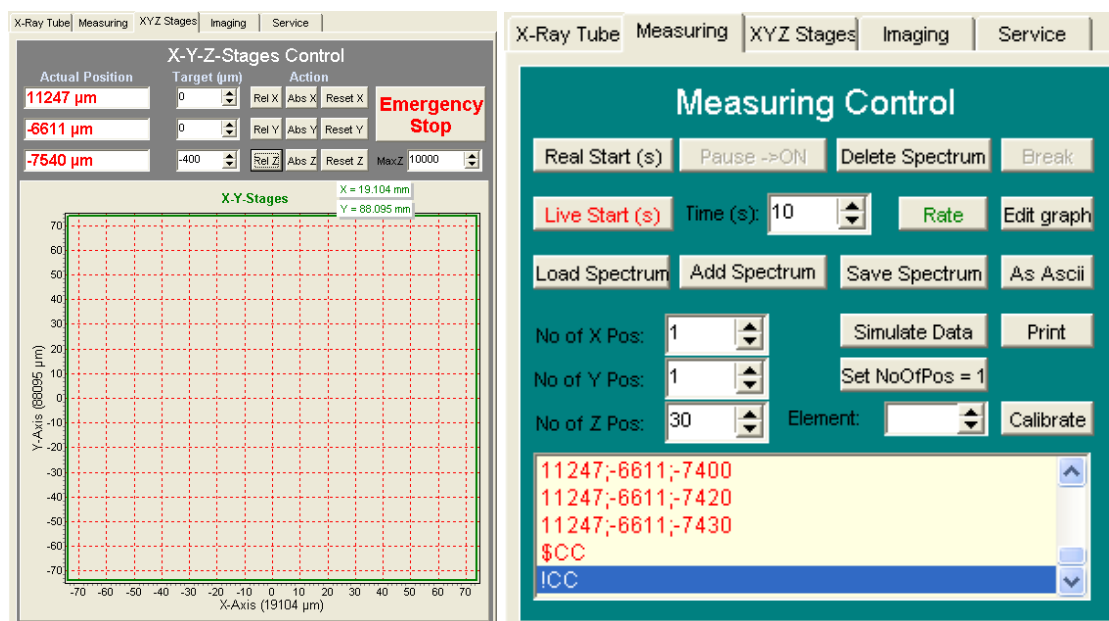 X-Ray Tube Measuring XYZ Stages Imaging Service
X-Y-Z-Stages Control
Actual Position Target (µm) Action
11247 µm 0 Rel X Abs X Reset X Emergency Stop
-6611 µm 0 Rel Y Abs Y Reset Y
-7540 µm -400 Rel Z Abs Z Reset Z MaxZ 10000
X-Y-Stages
X = 19.104 mm
Y = 88.095 mm
70
60
50
40
30
20
10
0
-10
-20
-30
-40
-50
-60
-70
Y-Axis (88095 µm)
-70 -60 -50 -40 -30 -20 -10 0 10 20 30 40 50 60 70
X-Axis (19104 µm)
X-Ray Tube Measuring XYZ Stages Imaging Service
Measuring Control
Real Start (s) Pause ->ON Delete Spectrum Break
Live Start (s) Time (s): 10 Rate Edit graph
Load Spectrum Add Spectrum Save Spectrum As Ascii
No of X Pos: 1 Simulate Data Print
No of Y Pos: 1 Set NoOfPos = 1
No of Z Pos: 30 Element: Calibrate
11247;-6611;-7400
11247;-6611;-7420
11247;-6611;-7430
$CC
!CC